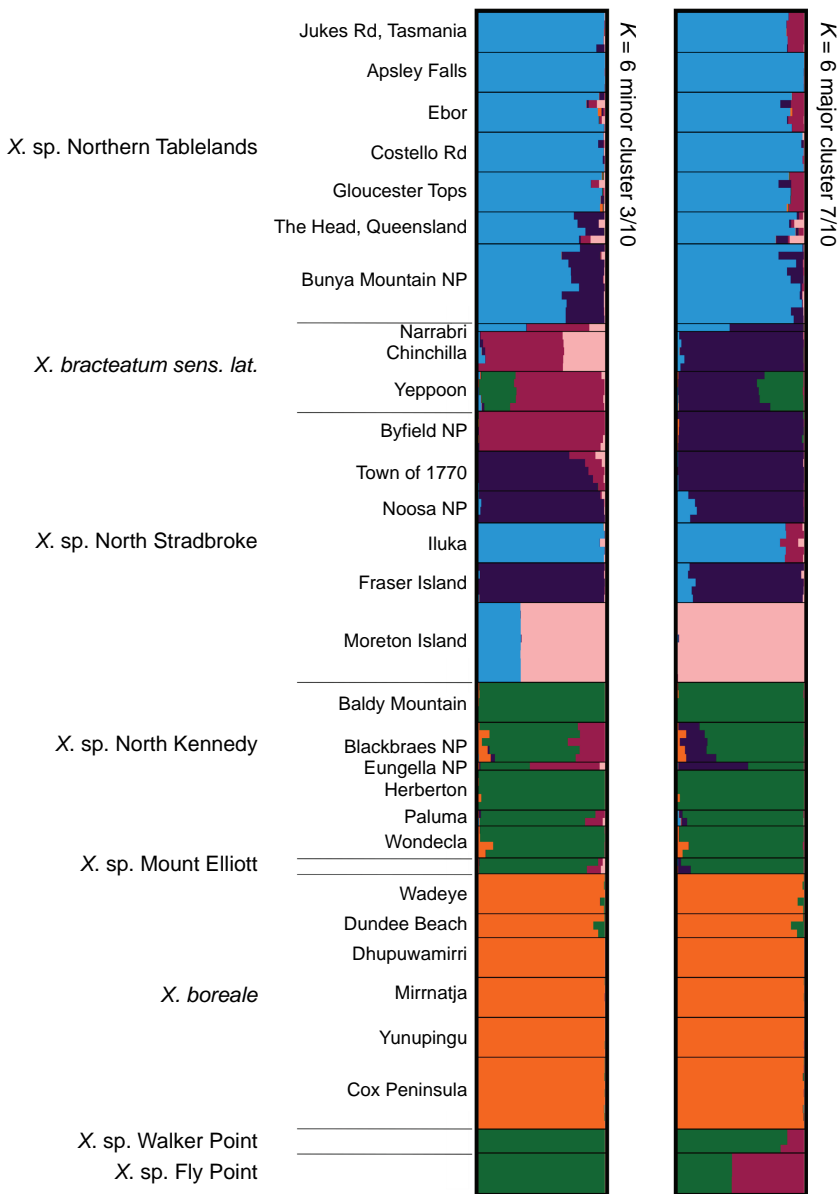 K = 6 minor cluster 3/10
K = 6 major cluster 7/10
Jukes Rd, Tasmania
Apsley Falls
Ebor
X. sp. Northern Tablelands
Costello Rd
Gloucester Tops
The Head, Queensland
Bunya Mountain NP
Narrabri
X. bracteatum sens. lat.
Chinchilla
Yeppoon
Byfield NP
Town of 1770
Noosa NP
X. sp. North Stradbroke
Iluka
Fraser Island
Moreton Island
Baldy Mountain
X. sp. North Kennedy
Blackbraes NP
Eungella NP
Herberton
Paluma
Wondecla
X. sp. Mount Elliott
Wadeye
Dundee Beach
Dhupuwamirri
X. boreale
Mirrnatja
Yunupingu
Cox Peninsula
X. sp. Walker Point
X. sp. Fly Point